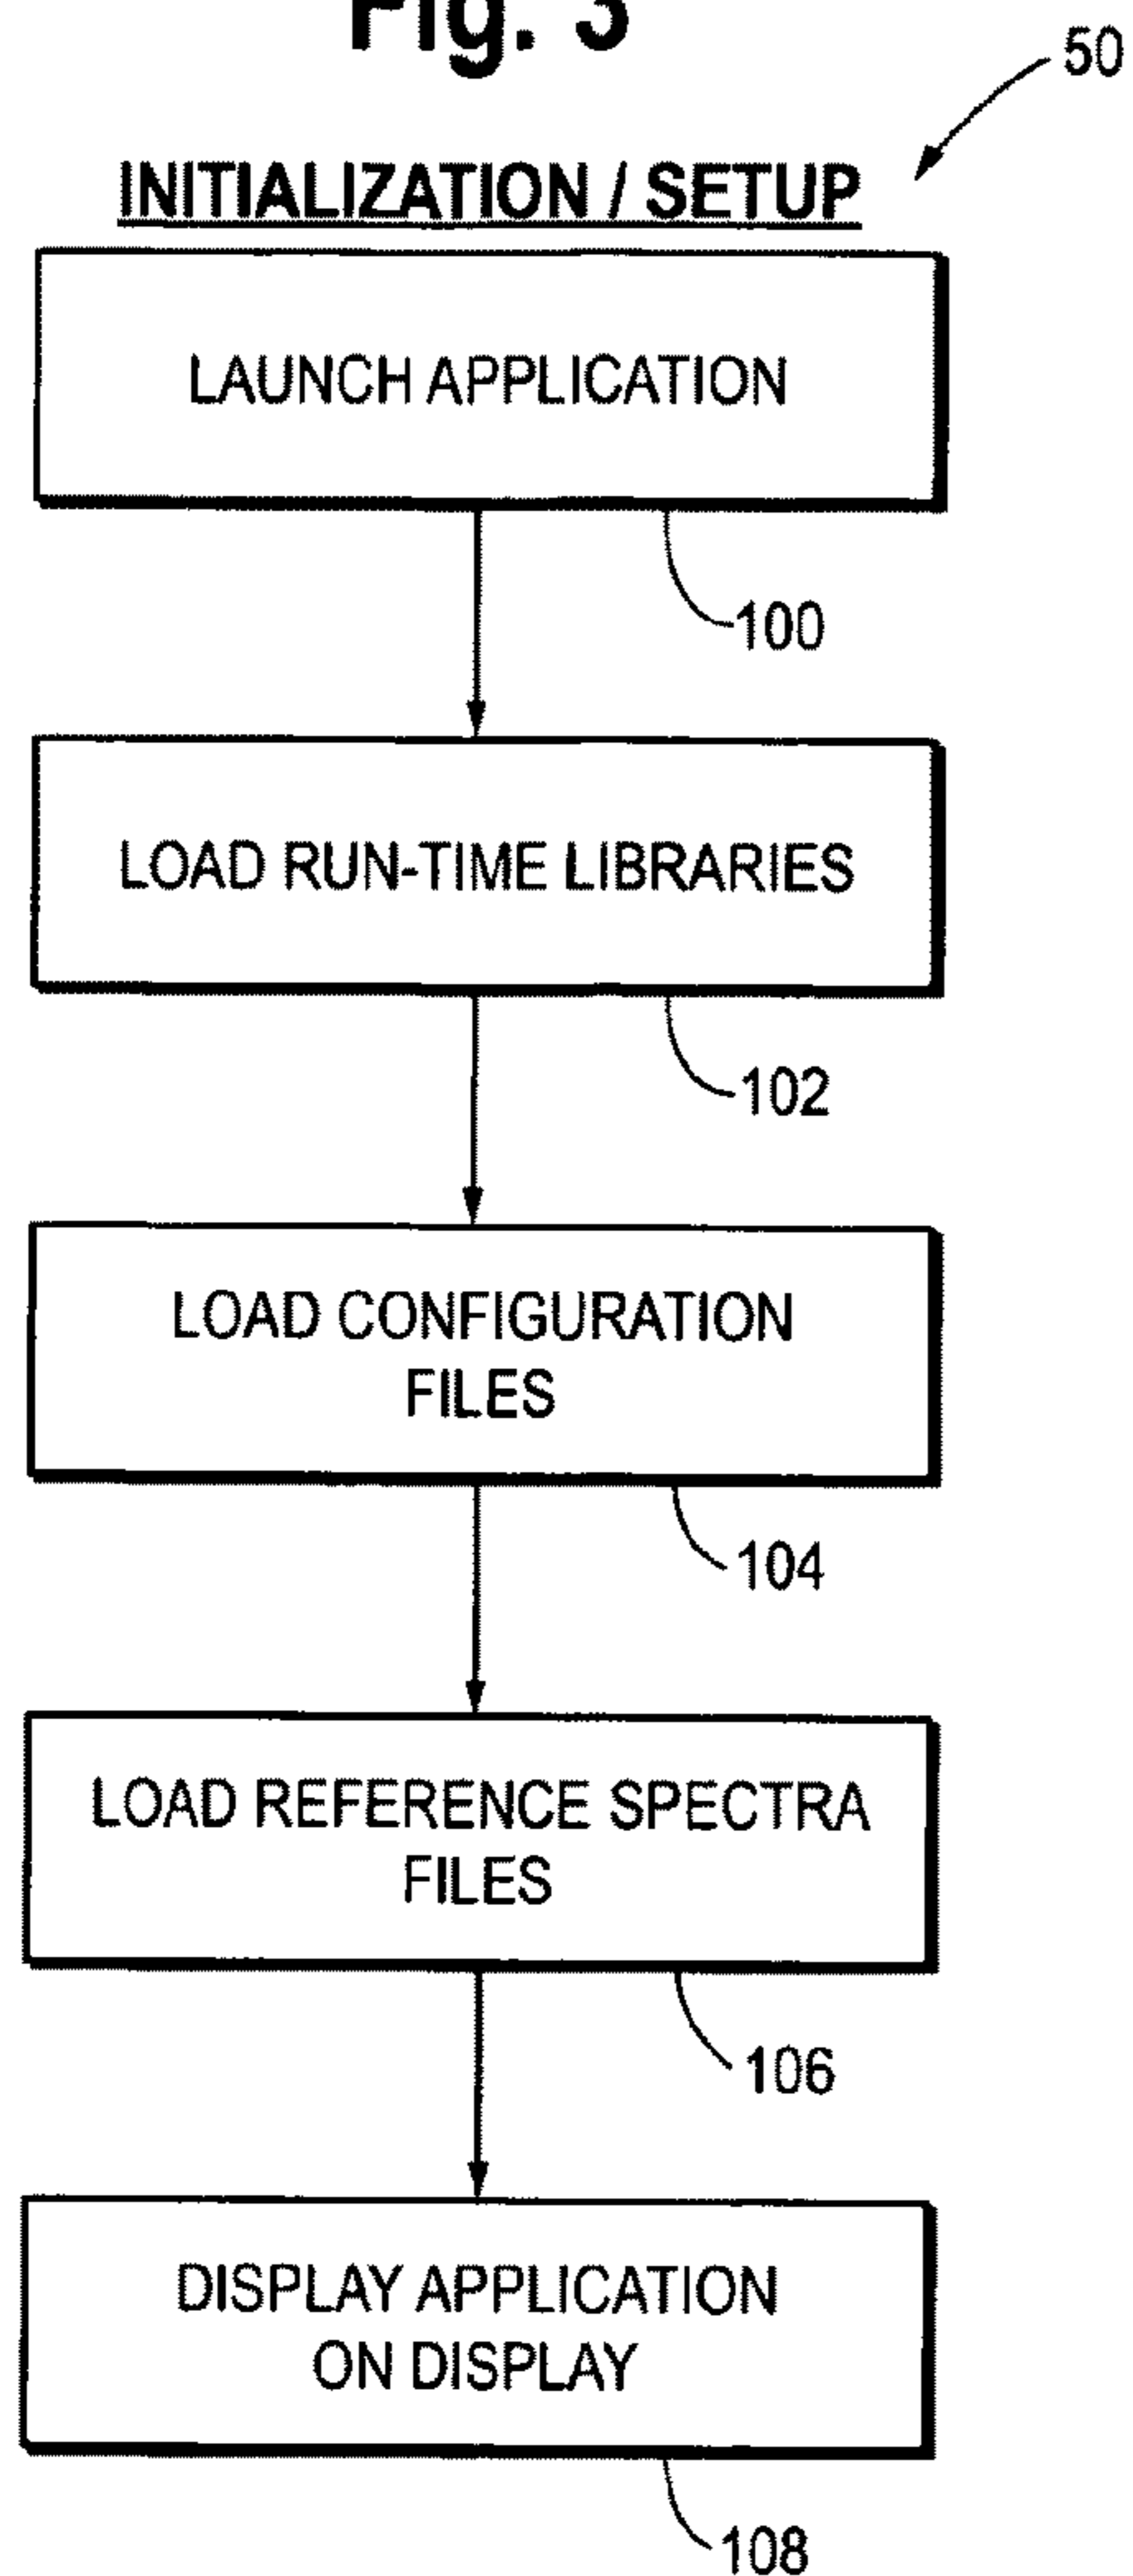 Fig. 3
50
INITIALIZATION / SETUP
LAUNCH APPLICATION
100
LOAD RUN-TIME LIBRARIES
102
LOAD CONFIGURATION
FILES
104
LOAD REFERENCE SPECTRA
FILES
106
DISPLAY APPLICATION
ON DISPLAY
108